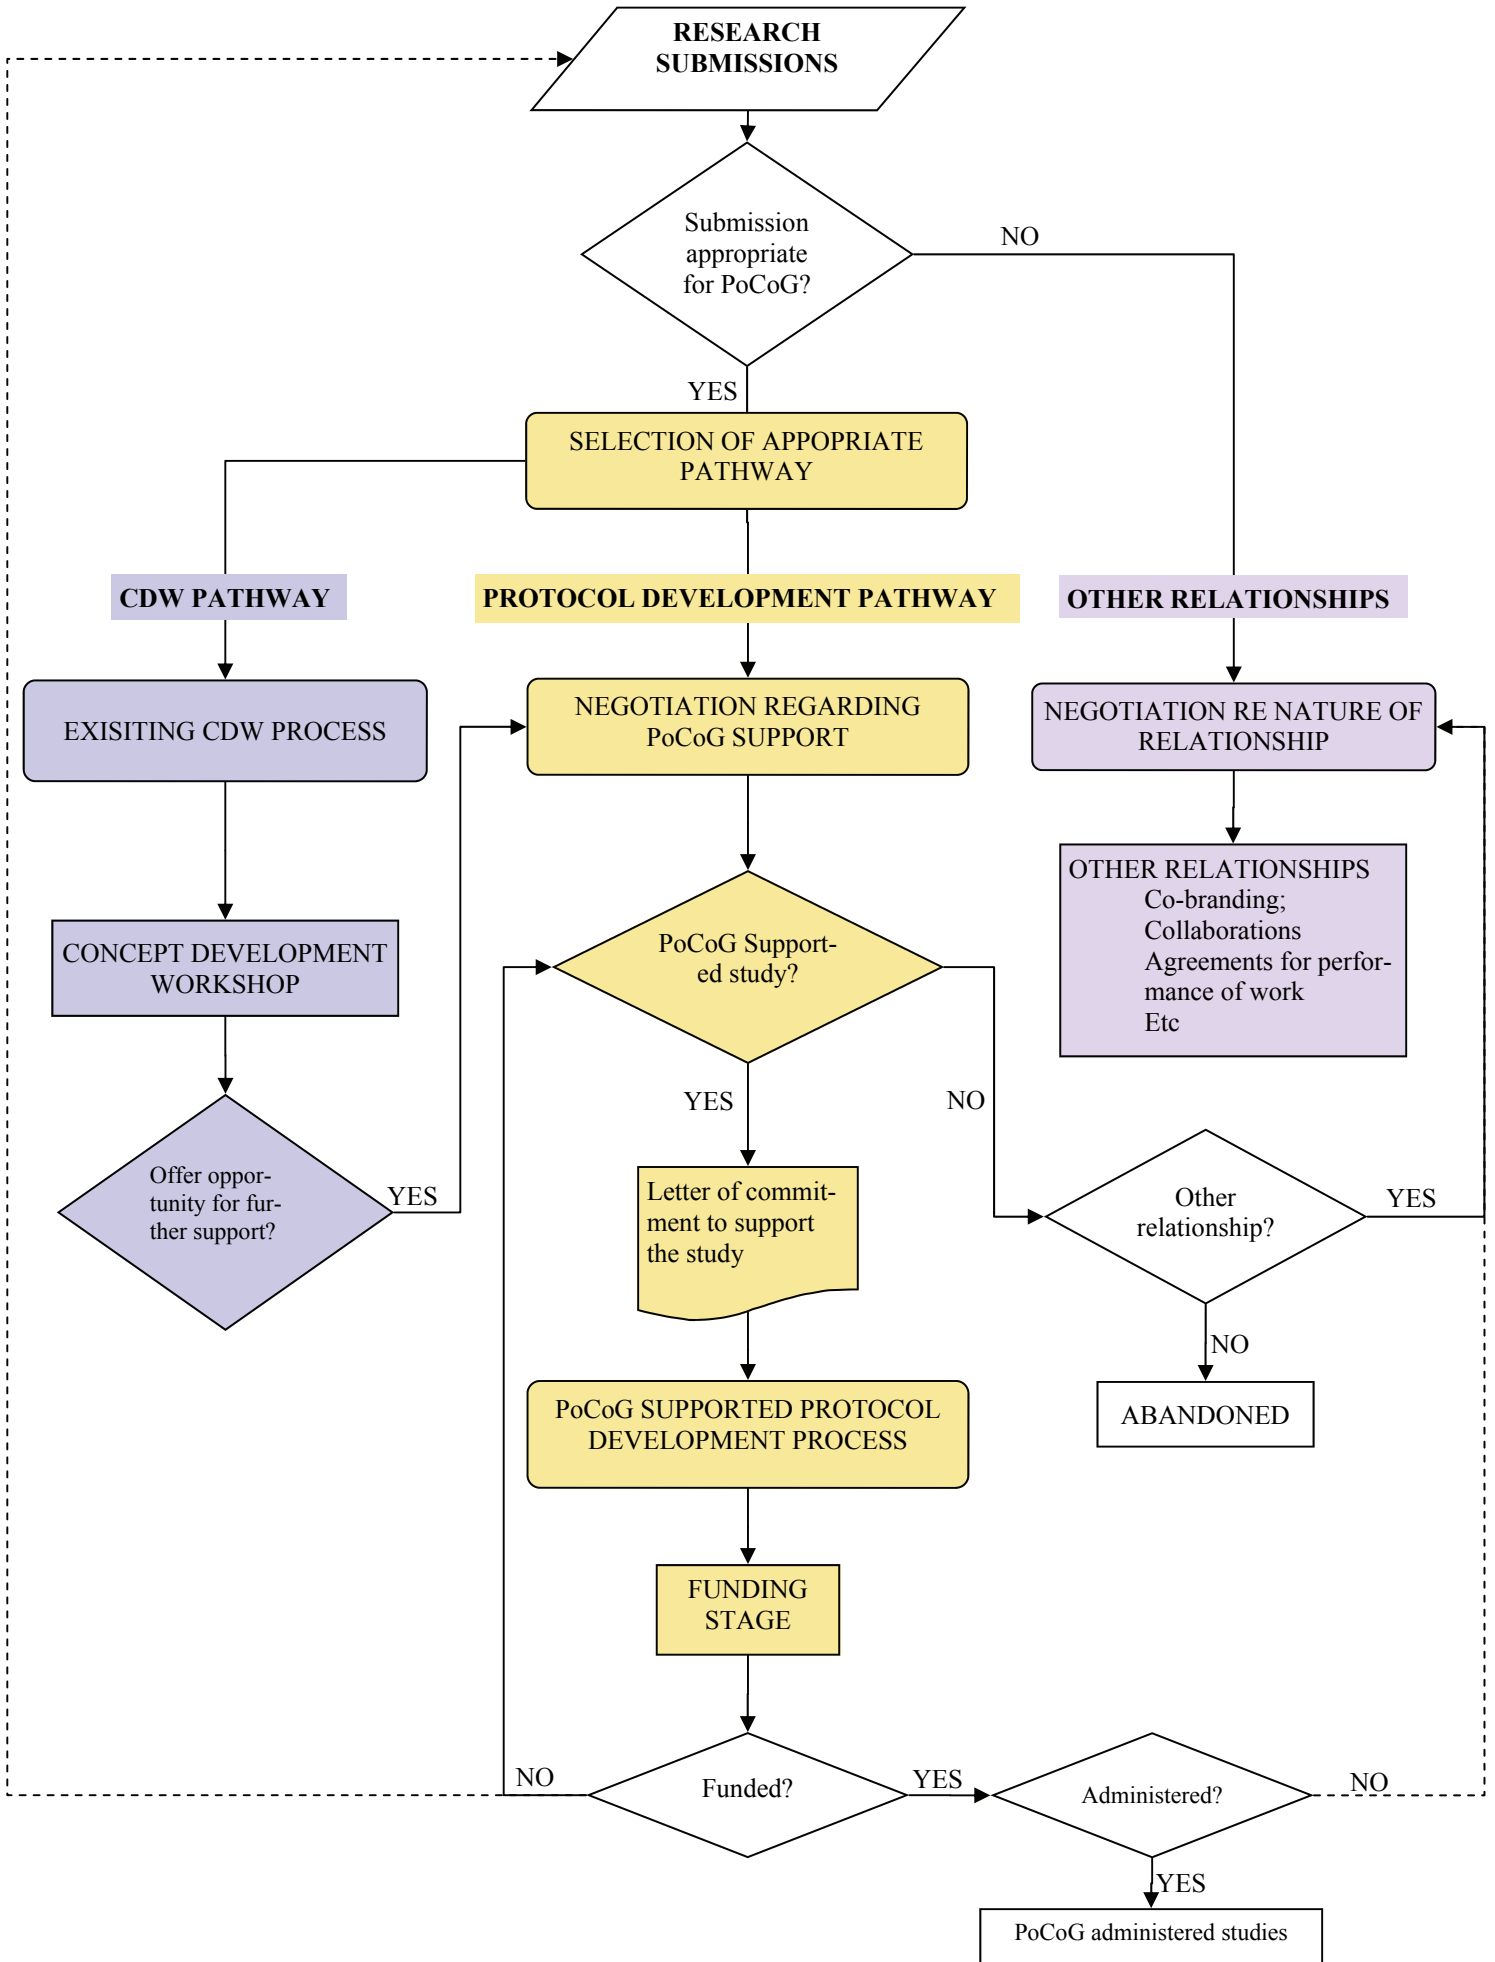 RESEARCH
SUBMISSIONS
Submission
appropriate
for PoCoG?
NO
YES
SELECTION OF APPOPRIATE
PATHWAY
CDW PATHWAY
PROTOCOL DEVELOPMENT PATHWAY
OTHER RELATIONSHIPS
EXISITING CDW PROCESS
NEGOTIATION REGARDING
PoCoG SUPPORT
NEGOTIATION RE NATURE OF
RELATIONSHIP
OTHER RELATIONSHIPS
Co-branding;
Collaborations
Agreements for perfor-
mance of work
Etc
CONCEPT DEVELOPMENT
WORKSHOP
PoCoG Support-
ed study?
YES
NO
Offer oppor-
tunity for fur-
ther support?
YES
Letter of commit-
ment to support
the study
Other
relationship?
YES
NO
ABANDONED
PoCoG SUPPORTED PROTOCOL
DEVELOPMENT PROCESS
FUNDING
STAGE
NO
Funded?
YES
Administered?
NO
YES
PoCoG administered studies